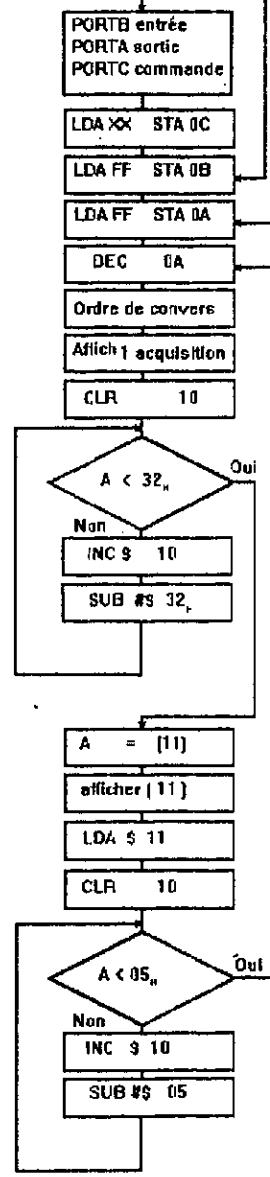 PORTB entrée
PORTA sortie
PORTC commande
LDA XX STA 0C
LDA FF STA 0B
LDA FF STA 0A
DEC 0A
Ordre de convers
Affich 1 acquisition
CLR 10
A < 32H
Oui
Non
INC $ 10
SUB #$ 32H
A = (11)
afficher (11)
LDA $ 11
CLR 10
A < 05H
Oui
Non
INC $ 10
SUB #$ 05